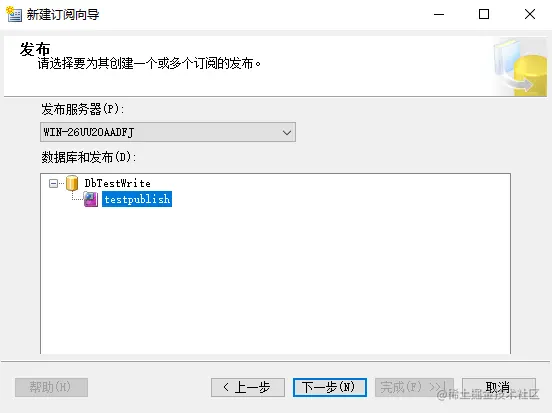 新建订阅向导
发布
请选择要为其创建一个或多个订阅的发布。
发布服务器(P):
WIN-26UU2OAADFJ
数据库和发布(D):
DbTestWrite
testpublish
帮助(H)
< 上一步
下一步(N)
完成(F) >>|
取消
@稀土掘金技术社区